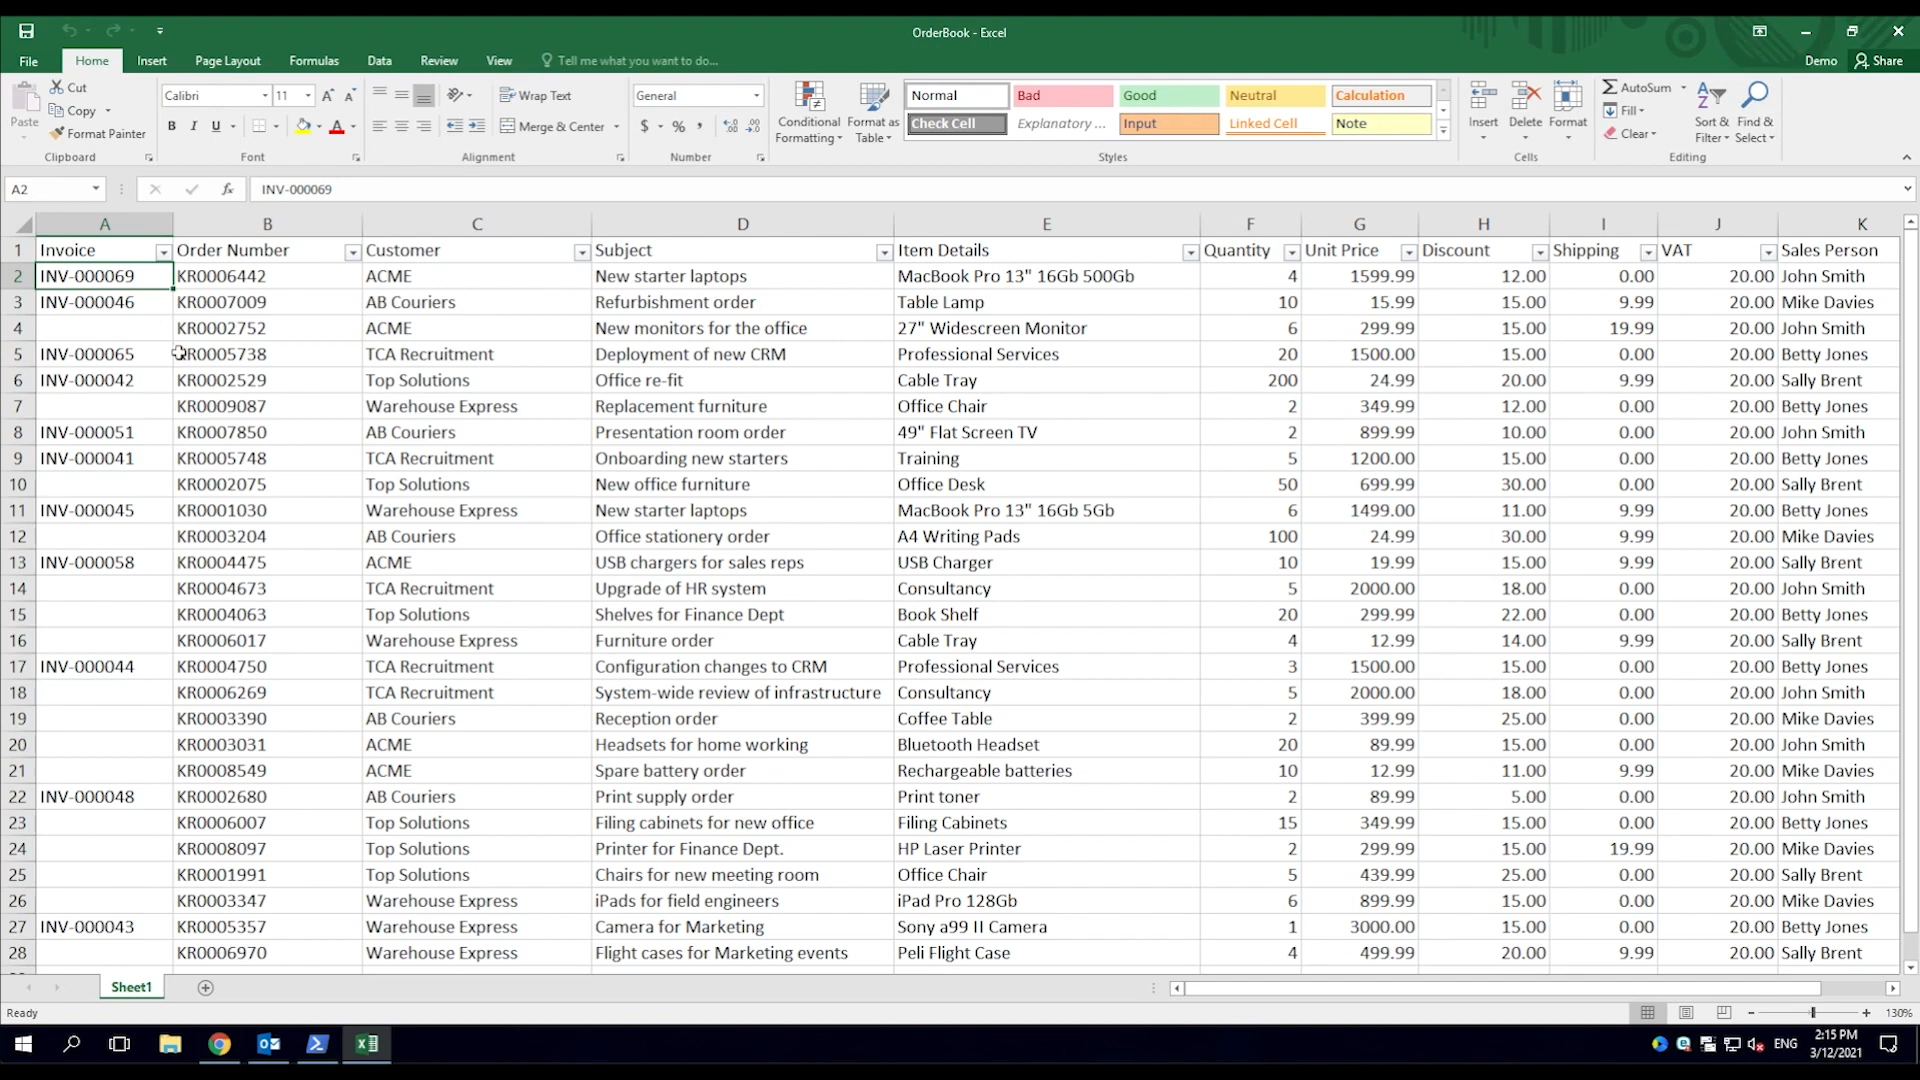 OrderBook - Excel
File Home Insert Page Layout Formulas Data Review View Tell me what you want to do... Demo Share
Paste Cut Copy Format Painter Clipboard
Calibri 11 A A B I U A Font
Wrap Text Merge & Center Alignment
General $ % , Number
Conditional Formatting Format as Table
Normal Bad Good Neutral Calculation
Check Cell Explanatory ... Input Linked Cell Note
Styles
Insert Delete Format Cells
AutoSum Fill Clear Sort & Filter Find & Select Editing
A2 fx INV-000069
A B C D E F G H I J K
1 Invoice Order Number Customer Subject Item Details Quantity Unit Price Discount Shipping VAT Sales Person
2 INV-000069 KR0006442 ACME New starter laptops MacBook Pro 13" 16Gb 500Gb 4 1599.99 12.00 0.00 20.00 John Smith
3 INV-000046 KR0007009 AB Couriers Refurbishment order Table Lamp 10 15.99 15.00 9.99 20.00 Mike Davies
4 KR0002752 ACME New monitors for the office 27" Widescreen Monitor 6 299.99 15.00 19.99 20.00 John Smith
5 INV-000065 KR0005738 TCA Recruitment Deployment of new CRM Professional Services 20 1500.00 15.00 0.00 20.00 Betty Jones
6 INV-000042 KR0002529 Top Solutions Office re-fit Cable Tray 200 24.99 20.00 9.99 20.00 Sally Brent
7 KR0009087 Warehouse Express Replacement furniture Office Chair 2 349.99 12.00 0.00 20.00 Betty Jones
8 INV-000051 KR0007850 AB Couriers Presentation room order 49" Flat Screen TV 2 899.99 10.00 0.00 20.00 John Smith
9 INV-000041 KR0005748 TCA Recruitment Onboarding new starters Training 5 1200.00 15.00 0.00 20.00 Betty Jones
10 KR0002075 Top Solutions New office furniture Office Desk 50 699.99 30.00 0.00 20.00 Sally Brent
11 INV-000045 KR0001030 Warehouse Express New starter laptops MacBook Pro 13" 16Gb 5Gb 6 1499.00 11.00 9.99 20.00 Betty Jones
12 KR0003204 AB Couriers Office stationery order A4 Writing Pads 100 24.99 30.00 9.99 20.00 Mike Davies
13 INV-000058 KR0004475 ACME USB chargers for sales reps USB Charger 10 19.99 15.00 9.99 20.00 Sally Brent
14 KR0004673 TCA Recruitment Upgrade of HR system Consultancy 5 2000.00 18.00 0.00 20.00 John Smith
15 KR0004063 Top Solutions Shelves for Finance Dept Book Shelf 20 299.99 22.00 0.00 20.00 Betty Jones
16 KR0006017 Warehouse Express Furniture order Cable Tray 4 12.99 14.00 9.99 20.00 Sally Brent
17 INV-000044 KR0004750 TCA Recruitment Configuration changes to CRM Professional Services 3 1500.00 15.00 0.00 20.00 Betty Jones
18 KR0006269 TCA Recruitment System-wide review of infrastructure Consultancy 5 2000.00 18.00 0.00 20.00 John Smith
19 KR0003390 AB Couriers Reception order Coffee Table 2 399.99 25.00 0.00 20.00 Mike Davies
20 KR0003031 ACME Headsets for home working Bluetooth Headset 20 89.99 15.00 0.00 20.00 John Smith
21 KR0008549 ACME Spare battery order Rechargeable batteries 10 12.99 11.00 9.99 20.00 Mike Davies
22 INV-000048 KR0002680 AB Couriers Print supply order Print toner 2 89.99 5.00 0.00 20.00 John Smith
23 KR0006007 Top Solutions Filing cabinets for new office Filing Cabinets 15 349.99 15.00 0.00 20.00 Betty Jones
24 KR0008097 Top Solutions Printer for Finance Dept. HP Laser Printer 2 299.99 15.00 19.99 20.00 Mike Davies
25 KR0001991 Top Solutions Chairs for new meeting room Office Chair 5 439.99 25.00 0.00 20.00 Sally Brent
26 KR0003347 Warehouse Express iPads for field engineers iPad Pro 128Gb 6 899.99 15.00 0.00 20.00 Mike Davies
27 INV-000043 KR0005357 Warehouse Express Camera for Marketing Sony a99 II Camera 1 3000.00 15.00 0.00 20.00 Betty Jones
28 KR0006970 Warehouse Express Flight cases for Marketing events Peli Flight Case 4 499.99 20.00 9.99 20.00 Sally Brent
Sheet1
Ready 130%
ENG 2:15 PM
3/12/2021